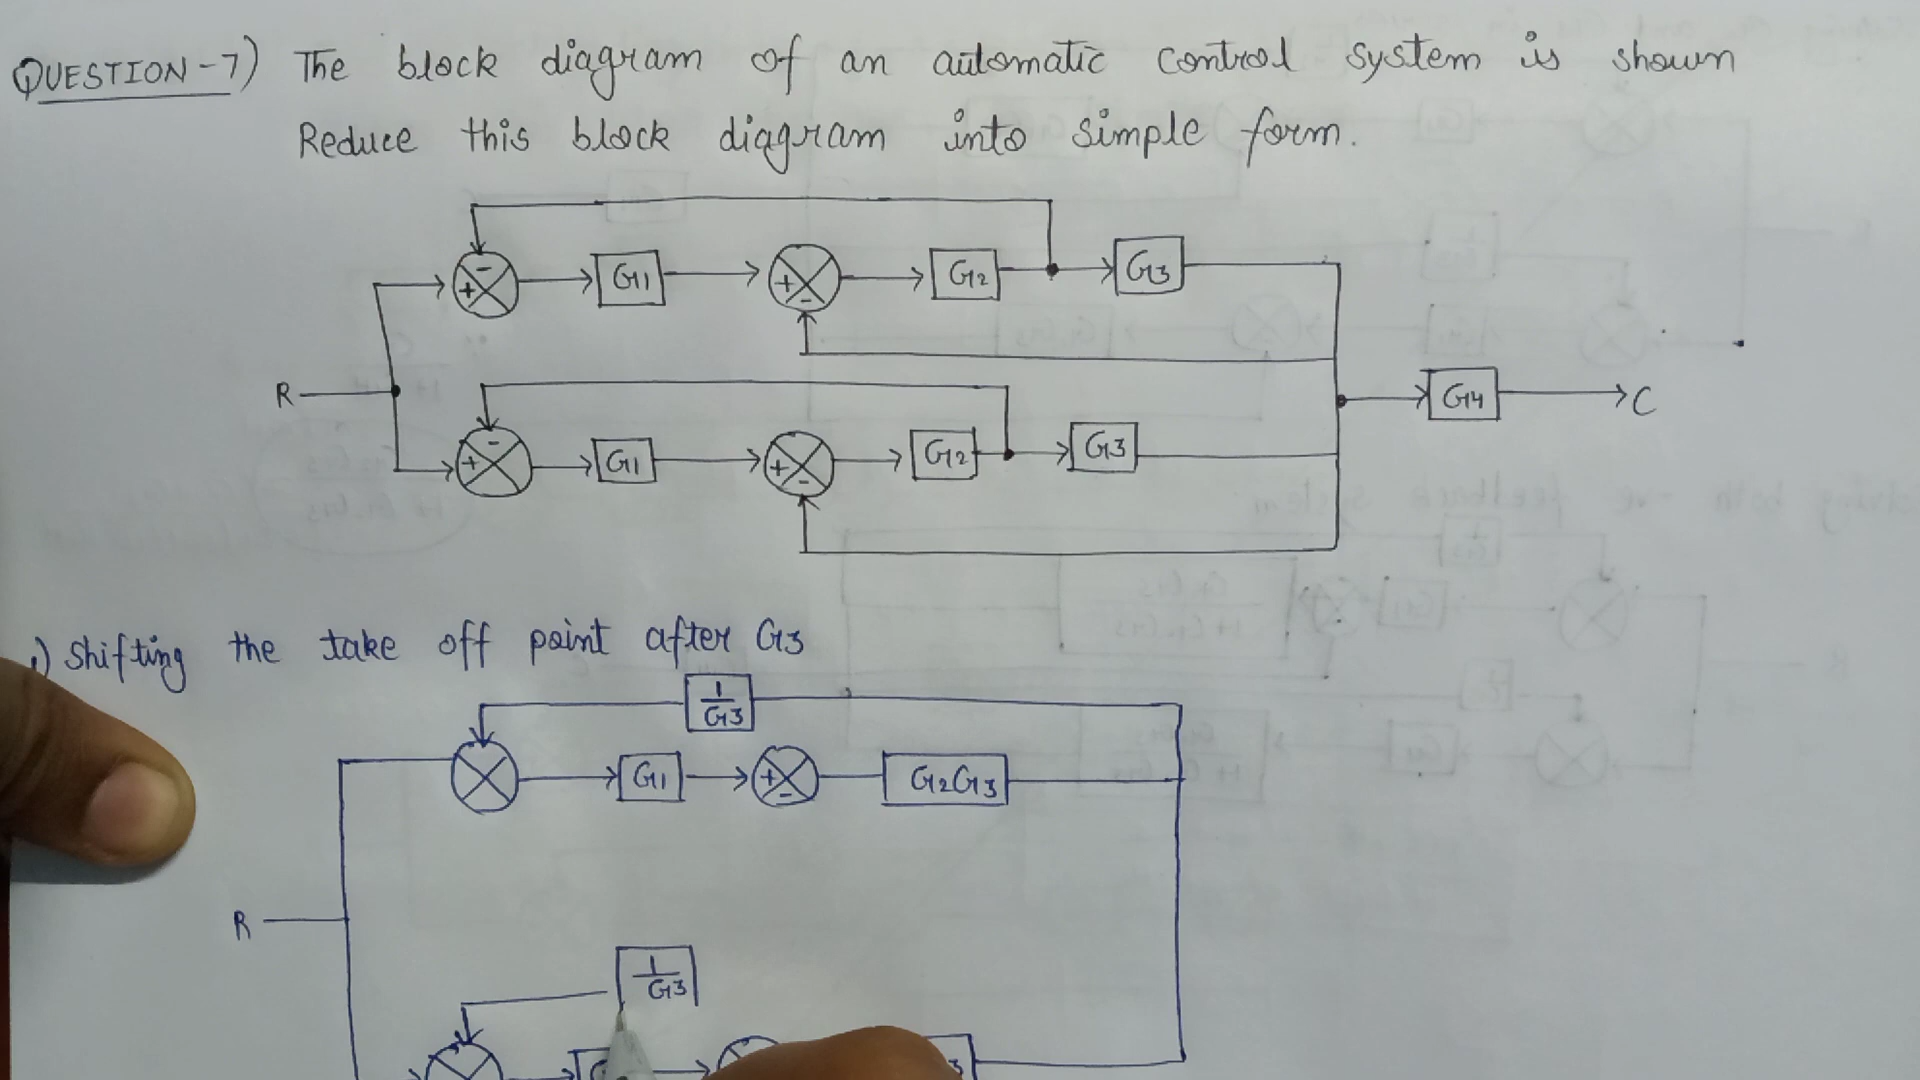 QUESTION-7) The block diagram of an automatic control system is shown
Reduce this block diagram into simple form.
- + G1 + - G2 G3
R G4 C
- + G1 + - G2 G3
1) Shifting the take off point after G3
1/G3
G1 + - G2G3
R
1/G3